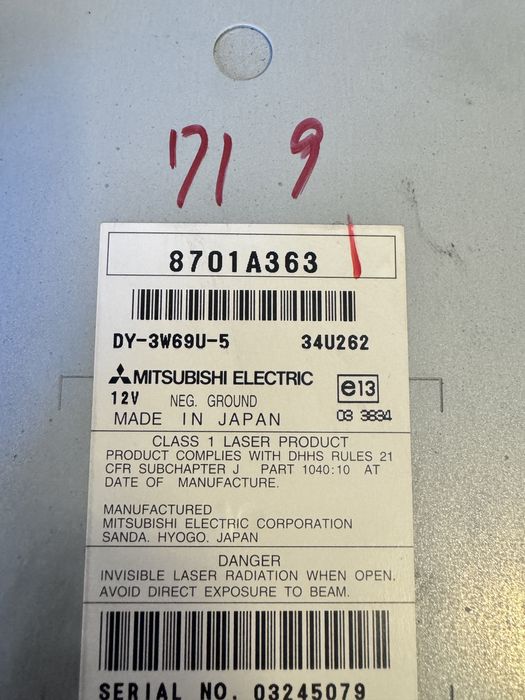 171 9
8701A363
DY-3W69U-5 34U262
MITSUBISHI ELECTRIC e13
12V NEG. GROUND
MADE IN JAPAN 03 3834
CLASS 1 LASER PRODUCT
PRODUCT COMPLIES WITH DHHS RULES 21
CFR SUBCHAPTER J PART 1040:10 AT
DATE OF MANUFACTURE.
MANUFACTURED
MITSUBISHI ELECTRIC CORPORATION
SANDA. HYOGO. JAPAN
DANGER
INVISIBLE LASER RADIATION WHEN OPEN.
AVOID DIRECT EXPOSURE TO BEAM.
SERIAL NO. 03245079